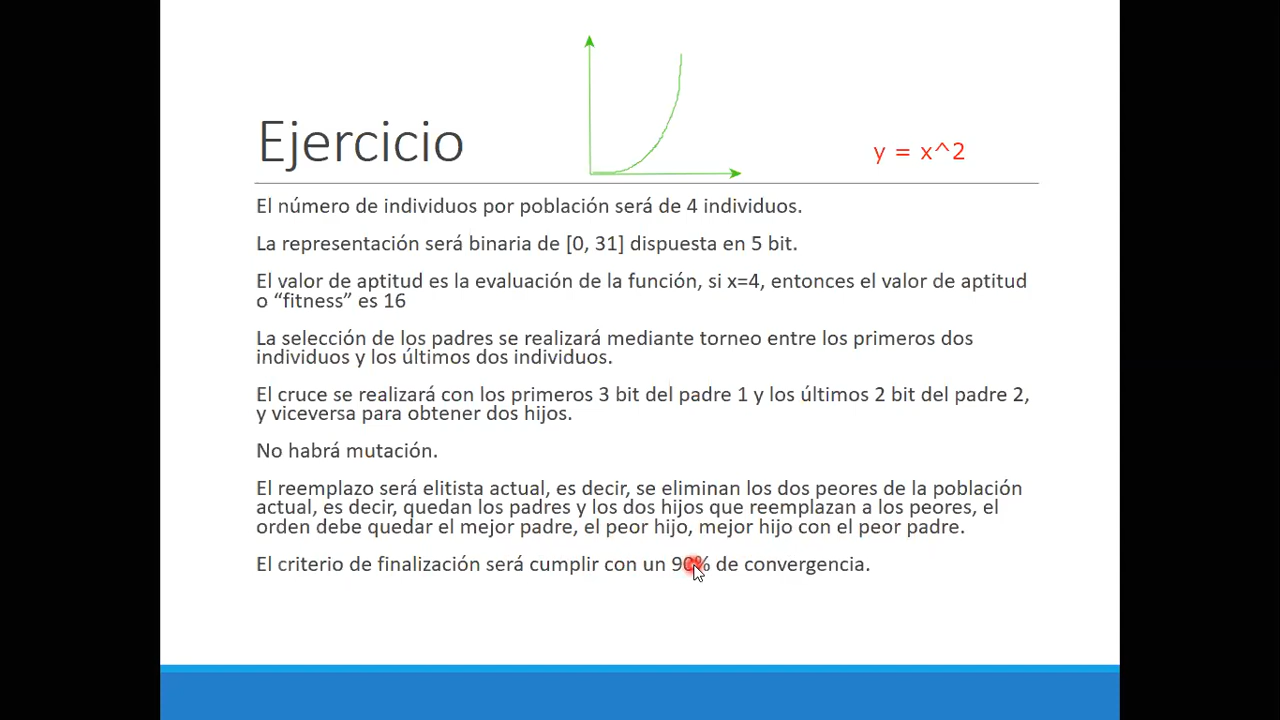 Ejercicio
y = x^2
El número de individuos por población será de 4 individuos.
La representación será binaria de [0, 31] dispuesta en 5 bit.
El valor de aptitud es la evaluación de la función, si x=4, entonces el valor de aptitud
o “fitness” es 16
La selección de los padres se realizará mediante torneo entre los primeros dos
individuos y los últimos dos individuos.
El cruce se realizará con los primeros 3 bit del padre 1 y los últimos 2 bit del padre 2,
y viceversa para obtener dos hijos.
No habrá mutación.
El reemplazo será elitista actual, es decir, se eliminan los dos peores de la población
actual, es decir, quedan los padres y los dos hijos que reemplazan a los peores, el
orden debe quedar el mejor padre, el peor hijo, mejor hijo con el peor padre.
El criterio de finalización será cumplir con un 90% de convergencia.